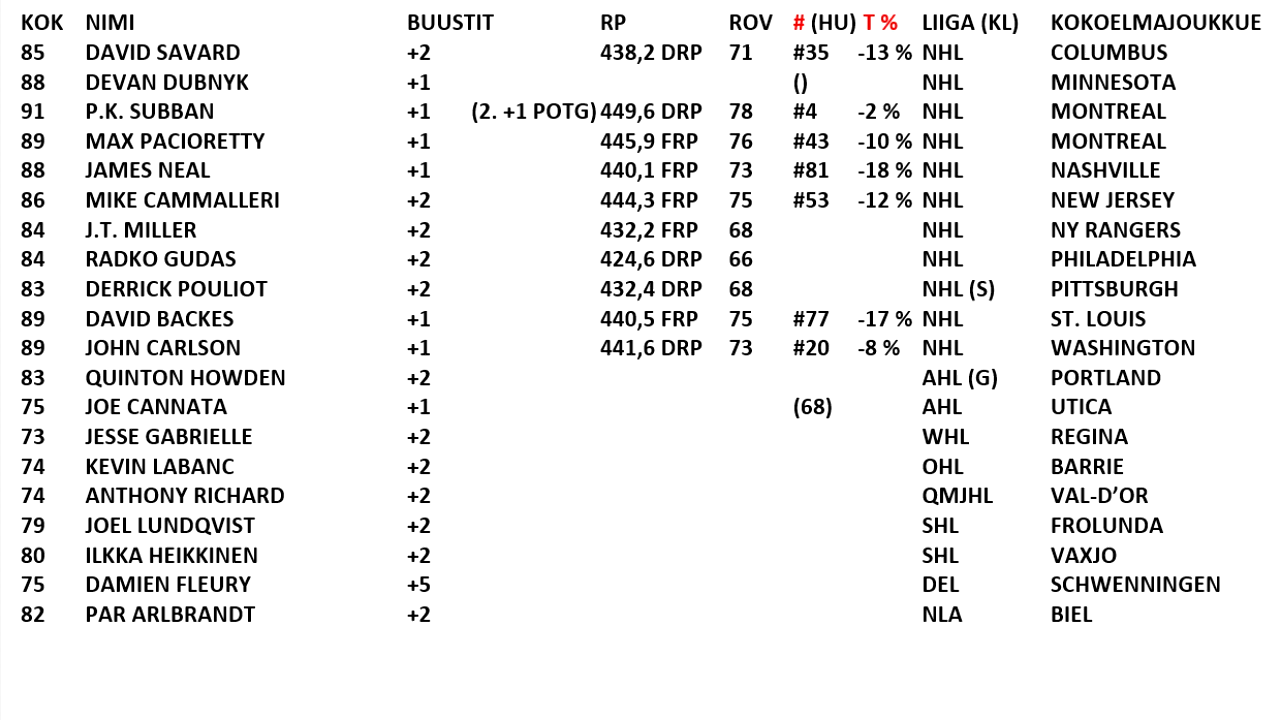 KOK NIMI BUUSTIT RP ROV # (HU) T % LIIGA (KL) KOKOELMAJOUKKUE
85 DAVID SAVARD +2 438,2 DRP 71 #35 -13 % NHL COLUMBUS
88 DEVAN DUBNYK +1 () NHL MINNESOTA
91 P.K. SUBBAN +1 (2. +1 POTG) 449,6 DRP 78 #4 -2 % NHL MONTREAL
89 MAX PACIORETTY +1 445,9 FRP 76 #43 -10 % NHL MONTREAL
88 JAMES NEAL +1 440,1 FRP 73 #81 -18 % NHL NASHVILLE
86 MIKE CAMMALLERI +2 444,3 FRP 75 #53 -12 % NHL NEW JERSEY
84 J.T. MILLER +2 432,2 FRP 68 NHL NY RANGERS
84 RADKO GUDAS +2 424,6 DRP 66 NHL PHILADELPHIA
83 DERRICK POULIOT +2 432,4 DRP 68 NHL (S) PITTSBURGH
89 DAVID BACKES +1 440,5 FRP 75 #77 -17 % NHL ST. LOUIS
89 JOHN CARLSON +1 441,6 DRP 73 #20 -8 % NHL WASHINGTON
83 QUINTON HOWDEN +2 AHL (G) PORTLAND
75 JOE CANNATA +1 (68) AHL UTICA
73 JESSE GABRIELLE +2 WHL REGINA
74 KEVIN LABANC +2 OHL BARRIE
74 ANTHONY RICHARD +2 QMJHL VAL-D’OR
79 JOEL LUNDQVIST +2 SHL FROLUNDA
80 ILKKA HEIKKINEN +2 SHL VAXJO
75 DAMIEN FLEURY +5 DEL SCHWENNINGEN
82 PAR ARLBRANDT +2 NLA BIEL